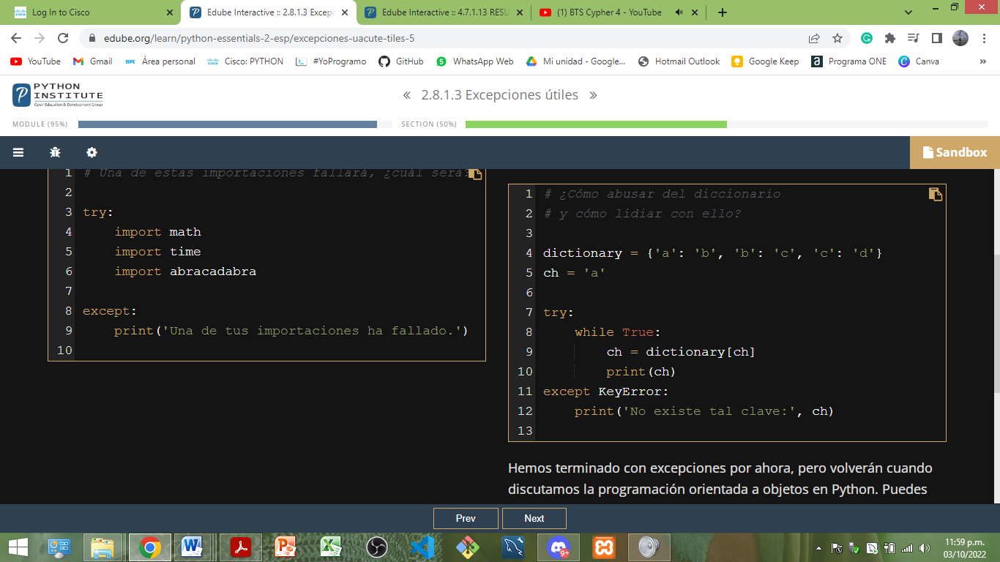 Log In to Cisco
Edube Interactive :: 2.8.1.3 Excepc
Edube Interactive :: 4.7.1.13 RESU
(1) BTS Cypher 4 - YouTube
edube.org/learn/python-essentials-2-esp/excepciones-uacute-tiles-5
YouTube Gmail Área personal Cisco: PYTHON #YoProgramo GitHub WhatsApp Web Mi unidad - Google... Hotmail Outlook Google Keep Programa ONE Canva »
PYTHON
INSTITUTE
Open Education & Development Group
« 2.8.1.3 Excepciones útiles »
MODULE (95%)
SECTION (50%)
Sandbox
1 # Una de estas importaciones fallará, ¿cuál será?
2
3 try:
4     import math
5     import time
6     import abracadabra
7
8 except:
9     print('Una de tus importaciones ha fallado.')
10
1 # ¿Cómo abusar del diccionario
2 # y cómo lidiar con ello?
3
4 dictionary = {'a': 'b', 'b': 'c', 'c': 'd'}
5 ch = 'a'
6
7 try:
8     while True:
9         ch = dictionary[ch]
10         print(ch)
11 except KeyError:
12     print('No existe tal clave:', ch)
13
Hemos terminado con excepciones por ahora, pero volverán cuando
discutamos la programación orientada a objetos en Python. Puedes
Prev
Next
9+
11:59 p.m.
03/10/2022